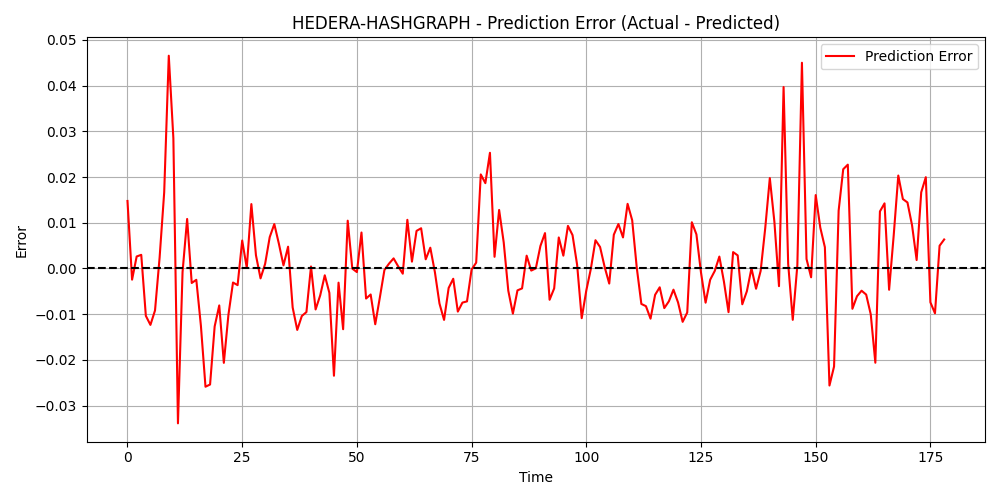 HEDERA-HASHGRAPH - Prediction Error (Actual - Predicted)
0.05
0.04
0.03
0.02
0.01
0.00
−0.01
−0.02
−0.03
Error
Prediction Error
0 25 50 75 100 125 150 175
Time